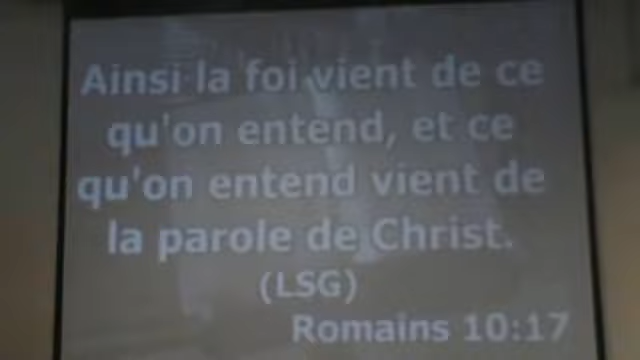 Ainsi la foi vient de ce
qu'on entend, et ce
qu'on entend vient de
la parole de Christ.
(LSG)
Romains 10:17